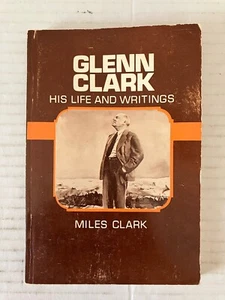 GLENN
CLARK
HIS LIFE AND WRITINGS
MILES CLARK